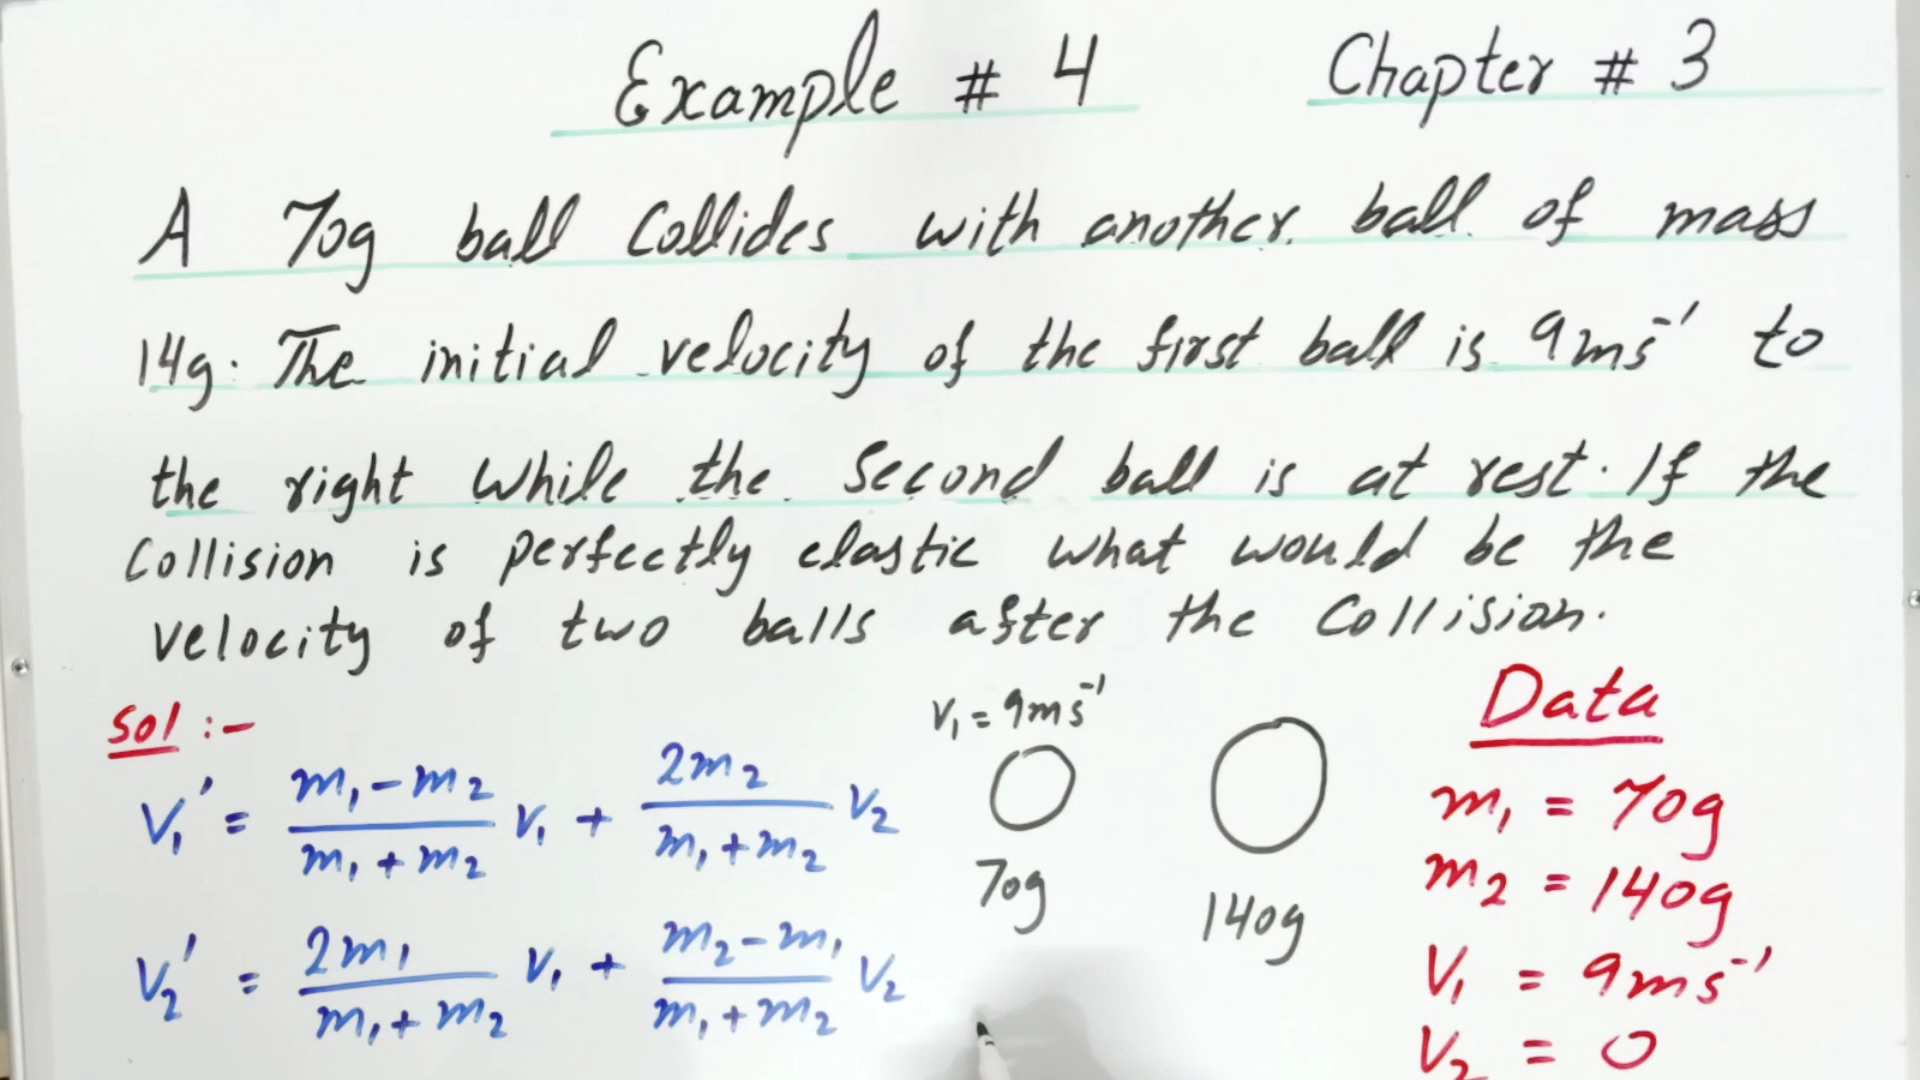 Example # 4 Chapter # 3
A 70g ball Collides with another ball of mass
14g. The initial velocity of the first ball is 9ms⁻¹ to
the right While the Second ball is at rest. If the
Collision is perfectly elastic what would be the
velocity of two balls after the Collision.
Sol :-
V₁' = (m₁ - m₂)/(m₁ + m₂) V₁ + 2m₂/(m₁ + m₂) V₂
V₂' = 2m₁/(m₁ + m₂) V₁ + (m₂ - m₁)/(m₁ + m₂) V₂
V₁ = 9ms⁻¹
70g
140g
Data
m₁ = 70g
m₂ = 140g
V₁ = 9ms⁻¹
V₂ = 0